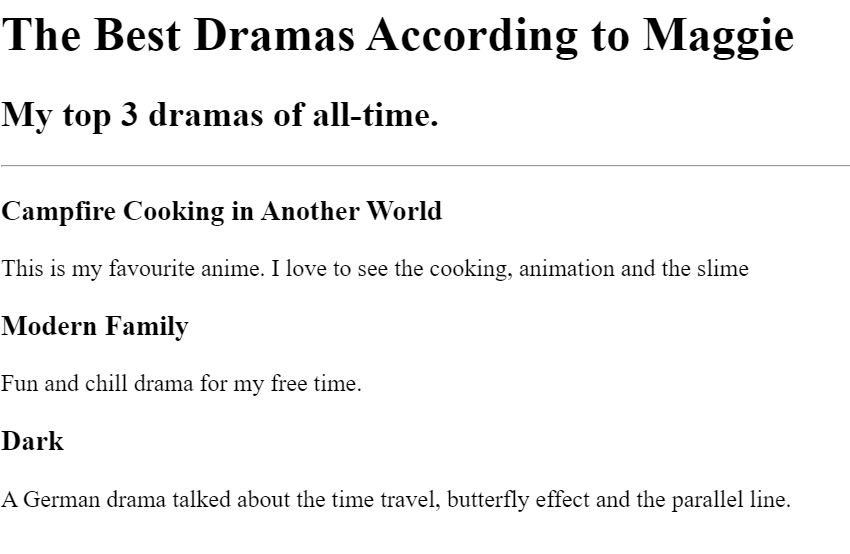 The Best Dramas According to Maggie
My top 3 dramas of all-time.
Campfire Cooking in Another World
This is my favourite anime. I love to see the cooking, animation and the slime
Modern Family
Fun and chill drama for my free time.
Dark
A German drama talked about the time travel, butterfly effect and the parallel line.